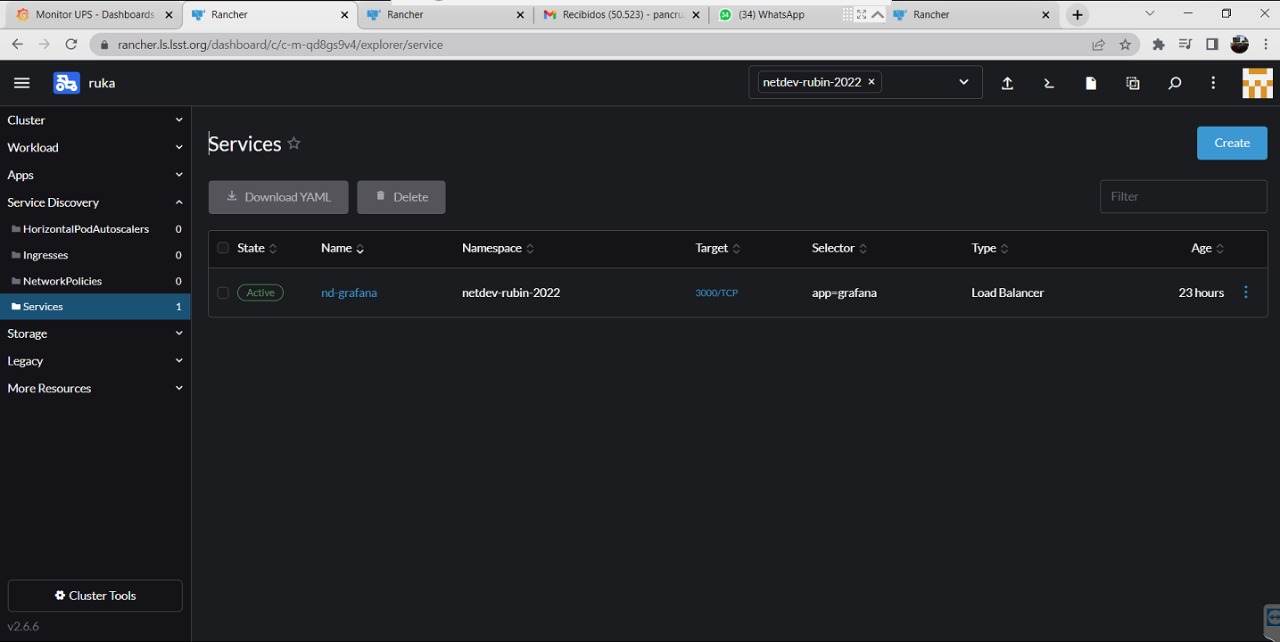 Monitor UPS - Dashboards
Rancher
Rancher
Recibidos (50.523) - pancru
(34) WhatsApp
Rancher
rancher.ls.lsst.org/dashboard/c/c-m-qd8gs9v4/explorer/service
ruka
netdev-rubin-2022
Cluster
Workload
Apps
Service Discovery
HorizontalPodAutoscalers 0
Ingresses 0
NetworkPolicies 0
Services 1
Storage
Legacy
More Resources
Cluster Tools
v2.6.6
Services
Create
Download YAML
Delete
Filter
State Name Namespace Target Selector Type Age
Active nd-grafana netdev-rubin-2022 3000/TCP app=grafana Load Balancer 23 hours